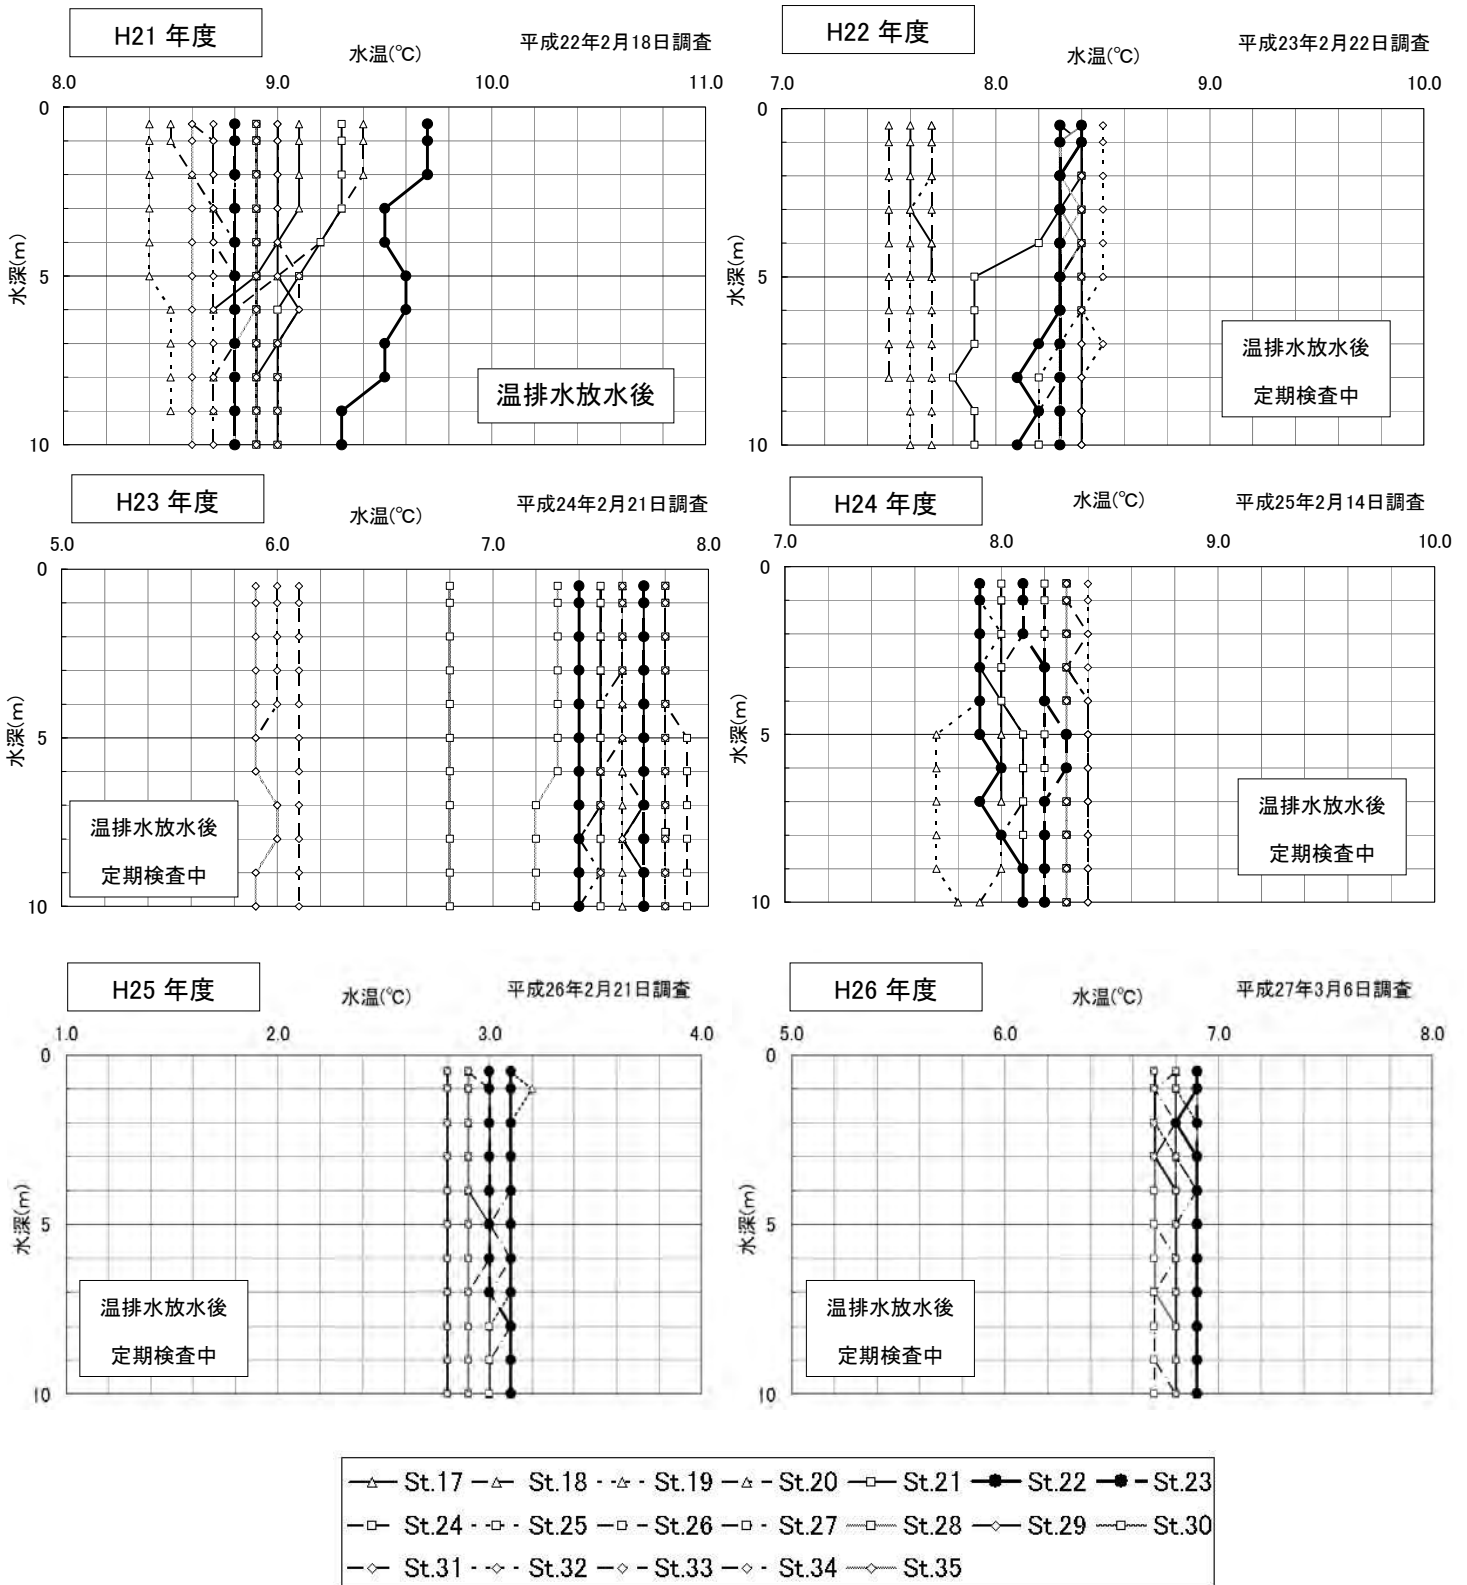 H21 年度
水温(℃)
平成22年2月18日調査
8.0 9.0 10.0 11.0
0
5
10
水深(m)
温排水放水後
H22 年度
水温(℃)
平成23年2月22日調査
7.0 8.0 9.0 10.0
0
5
10
水深(m)
温排水放水後
定期検査中
H23 年度
水温(℃)
平成24年2月21日調査
5.0 6.0 7.0 8.0
0
5
10
水深(m)
温排水放水後
定期検査中
H24 年度
水温(℃)
平成25年2月14日調査
7.0 8.0 9.0 10.0
0
5
10
水深(m)
温排水放水後
定期検査中
H25 年度
水温(℃)
平成26年2月21日調査
1.0 2.0 3.0 4.0
0
5
10
水深(m)
温排水放水後
定期検査中
H26 年度
水温(℃)
平成27年3月6日調査
5.0 6.0 7.0 8.0
0
5
10
水深(m)
温排水放水後
定期検査中
St.17 St.18 St.19 St.20 St.21 St.22 St.23
St.24 St.25 St.26 St.27 St.28 St.29 St.30
St.31 St.32 St.33 St.34 St.35